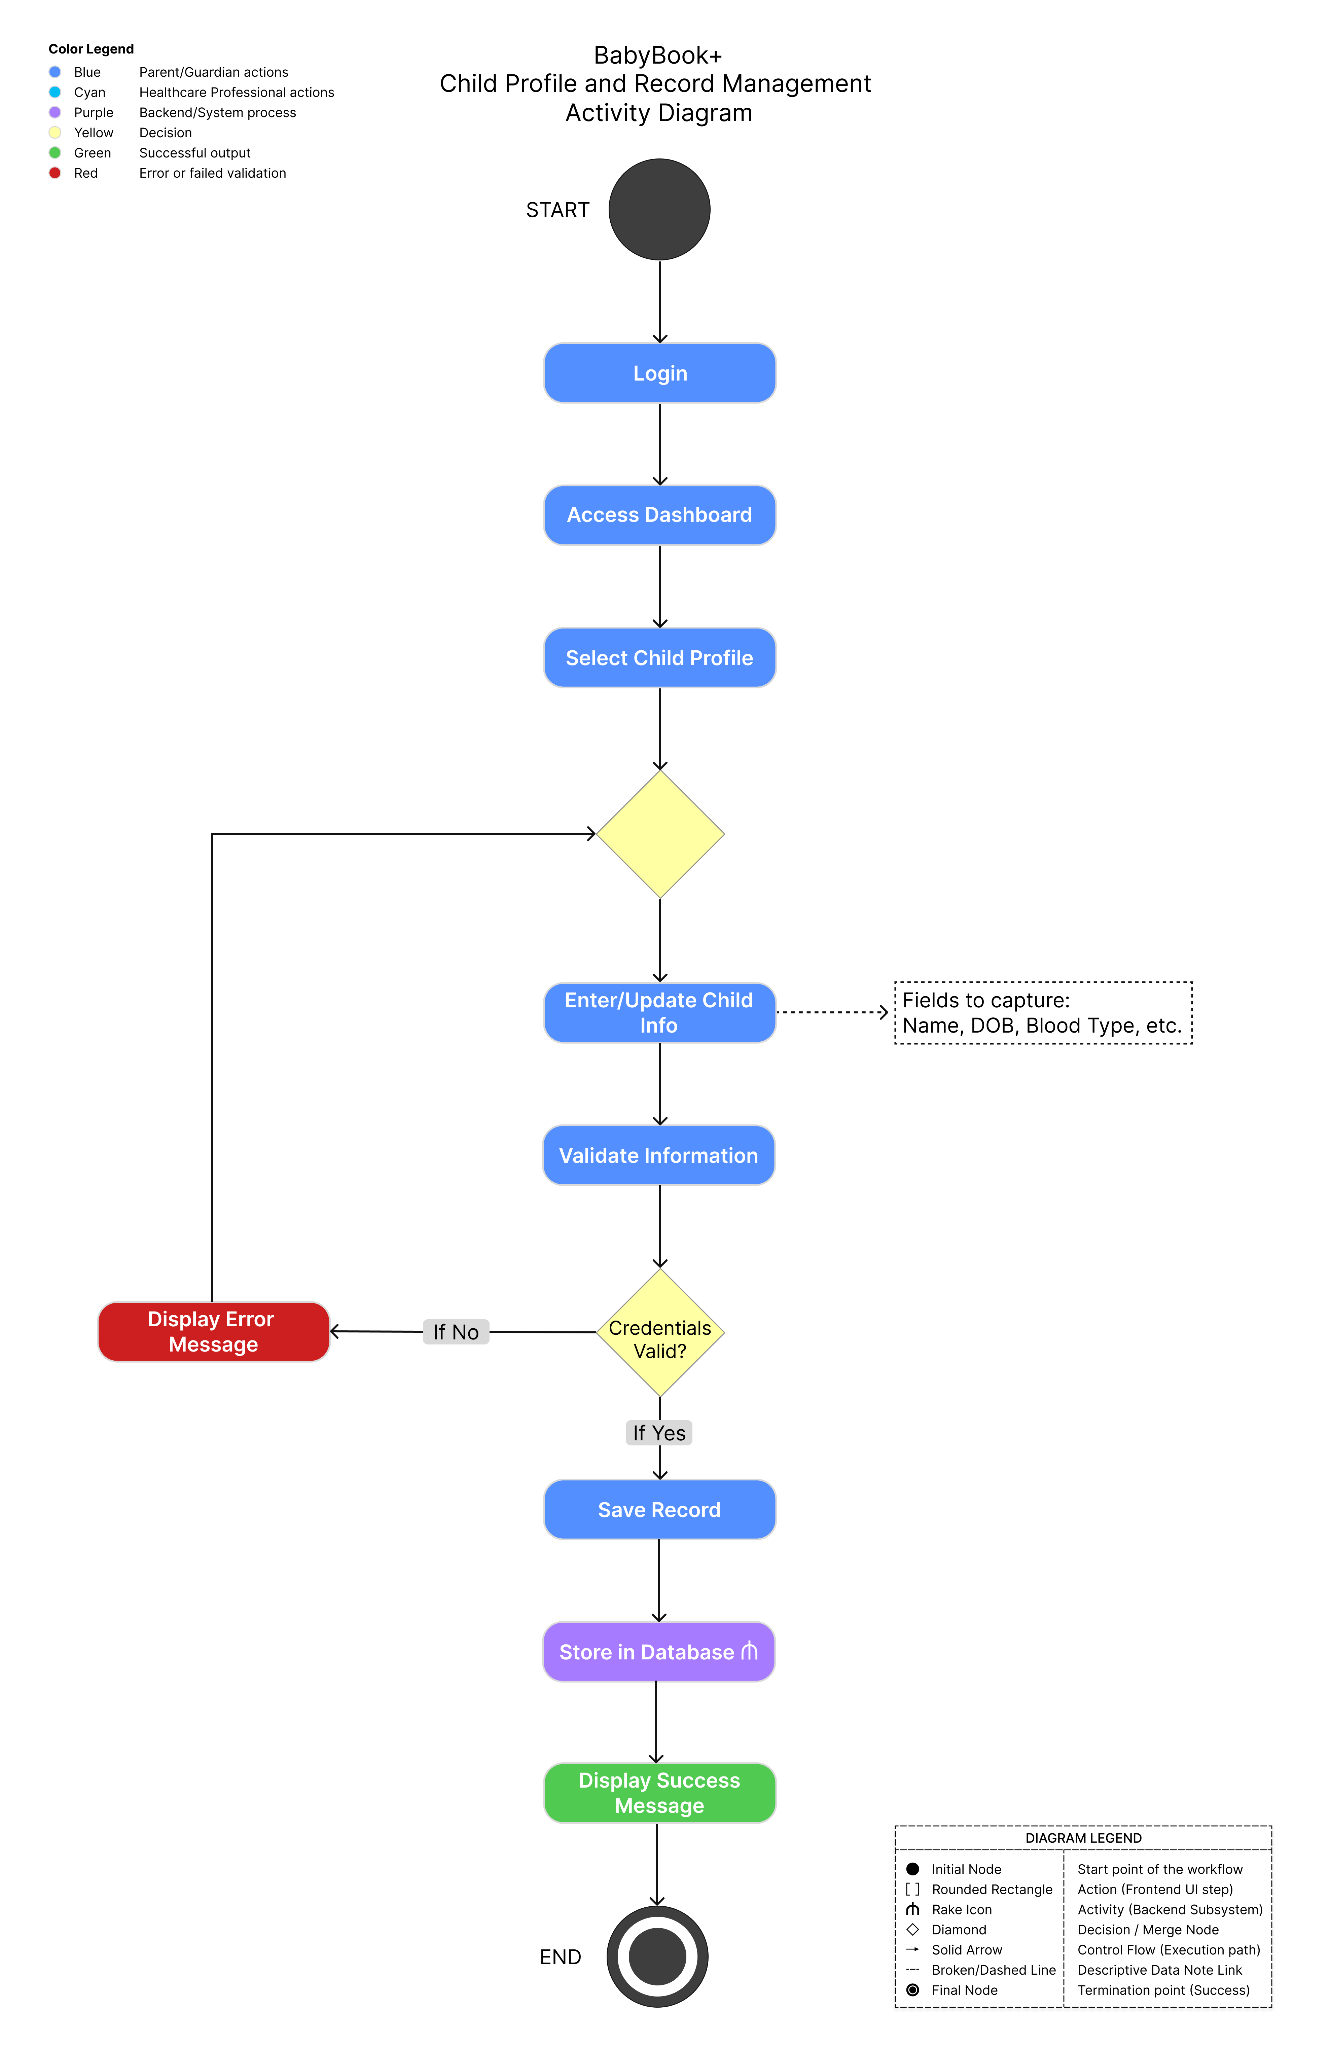 Color Legend
Blue Parent/Guardian actions
Cyan Healthcare Professional actions
Purple Backend/System process
Yellow Decision
Green Successful output
Red Error or failed validation
BabyBook+
Child Profile and Record Management
Activity Diagram
START
Login
Access Dashboard
Select Child Profile
Enter/Update Child
Info
Fields to capture:
Name, DOB, Blood Type, etc.
Validate Information
Credentials
Valid?
If No
Display Error
Message
If Yes
Save Record
Store in Database
Display Success
Message
END
DIAGRAM LEGEND
Initial Node Start point of the workflow
Rounded Rectangle Action (Frontend UI step)
Rake Icon Activity (Backend Subsystem)
Diamond Decision / Merge Node
Solid Arrow Control Flow (Execution path)
Broken/Dashed Line Descriptive Data Note Link
Final Node Termination point (Success)